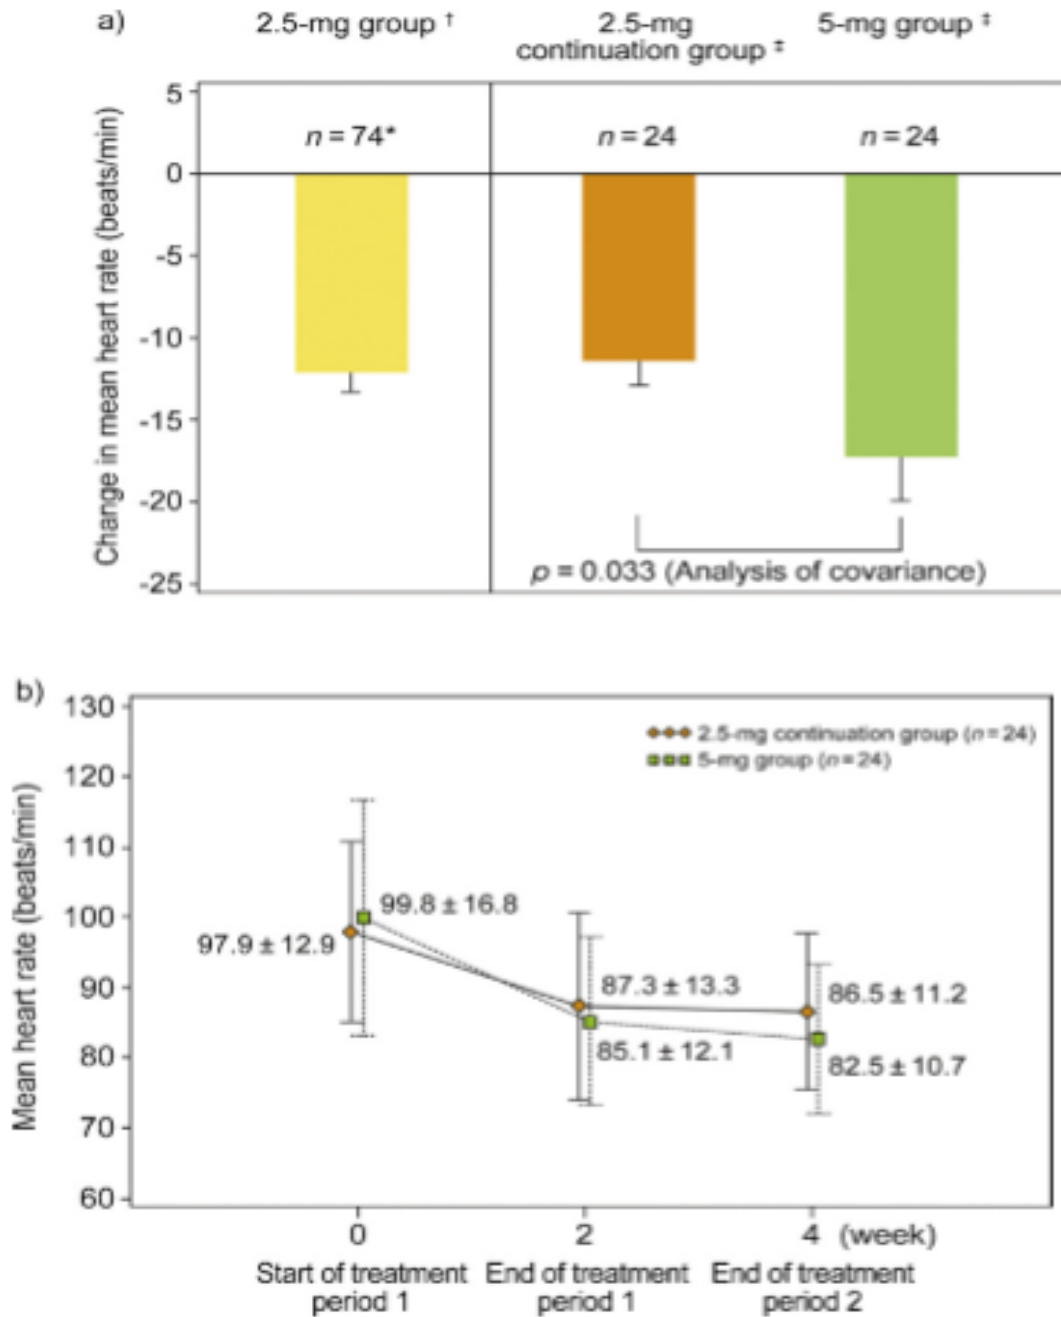 a)
2.5-mg group †
2.5-mg
continuation group ‡
5-mg group ‡
Change in mean heart rate (beats/min)
5
0
-5
-10
-15
-20
-25
n = 74*
n = 24
n = 24
p = 0.033 (Analysis of covariance)
b)
Mean heart rate (beats/min)
130
120
110
100
90
80
70
60
2.5-mg continuation group (n = 24)
5-mg group (n = 24)
99.8 ± 16.8
97.9 ± 12.9
87.3 ± 13.3
85.1 ± 12.1
86.5 ± 11.2
82.5 ± 10.7
0
2
4 (week)
Start of treatment
period 1
End of treatment
period 1
End of treatment
period 2